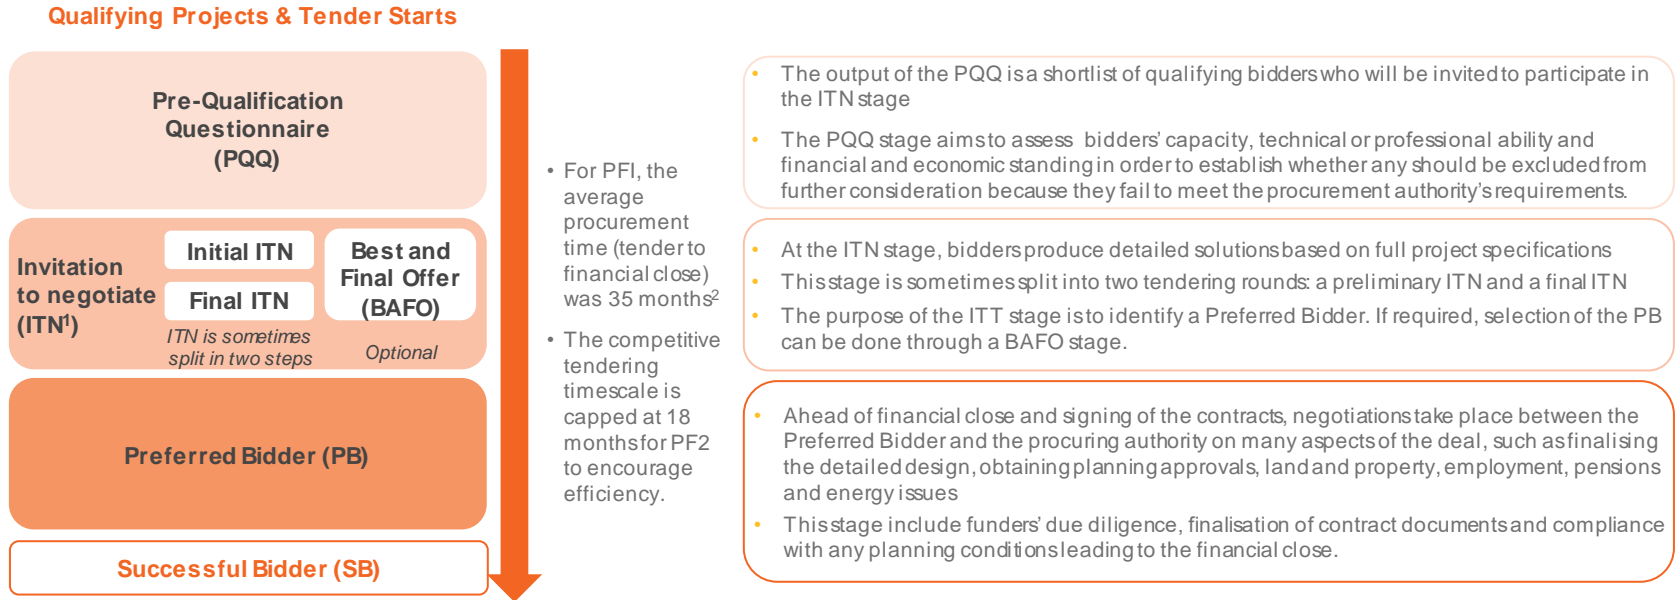 Qualifying Projects & Tender Starts
Pre-Qualification
Questionnaire
(PQQ)
Invitation
to negotiate
(ITN¹)
Initial ITN
Final ITN
ITN is sometimes
split in two steps
Best and
Final Offer
(BAFO)
Optional
Preferred Bidder (PB)
Successful Bidder (SB)
• For PFI, the
average
procurement
time (tender to
financial close)
was 35 months²
• The competitive
tendering
timescale is
capped at 18
months for PF2
to encourage
efficiency.
• The output of the PQQ is a shortlist of qualifying bidders who will be invited to participate in
the ITN stage
• The PQQ stage aims to assess bidders' capacity, technical or professional ability and
financial and economic standing in order to establish whether any should be excluded from
further consideration because they fail to meet the procurement authority's requirements.
• At the ITN stage, bidders produce detailed solutions based on full project specifications
• This stage is sometimes split into two tendering rounds: a preliminary ITN and a final ITN
• The purpose of the ITT stage is to identify a Preferred Bidder. If required, selection of the PB
can be done through a BAFO stage.
• Ahead of financial close and signing of the contracts, negotiations take place between the
Preferred Bidder and the procuring authority on many aspects of the deal, such as finalising
the detailed design, obtaining planning approvals, land and property, employment, pensions
and energy issues
• This stage include funders' due diligence, finalisation of contract documents and compliance
with any planning conditions leading to the financial close.